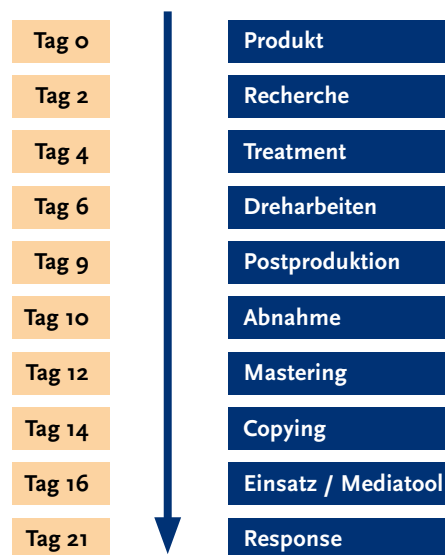 Tag 0 Produkt
Tag 2 Recherche
Tag 4 Treatment
Tag 6 Dreharbeiten
Tag 9 Postproduktion
Tag 10 Abnahme
Tag 12 Mastering
Tag 14 Copying
Tag 16 Einsatz / Mediatool
Tag 21 Response